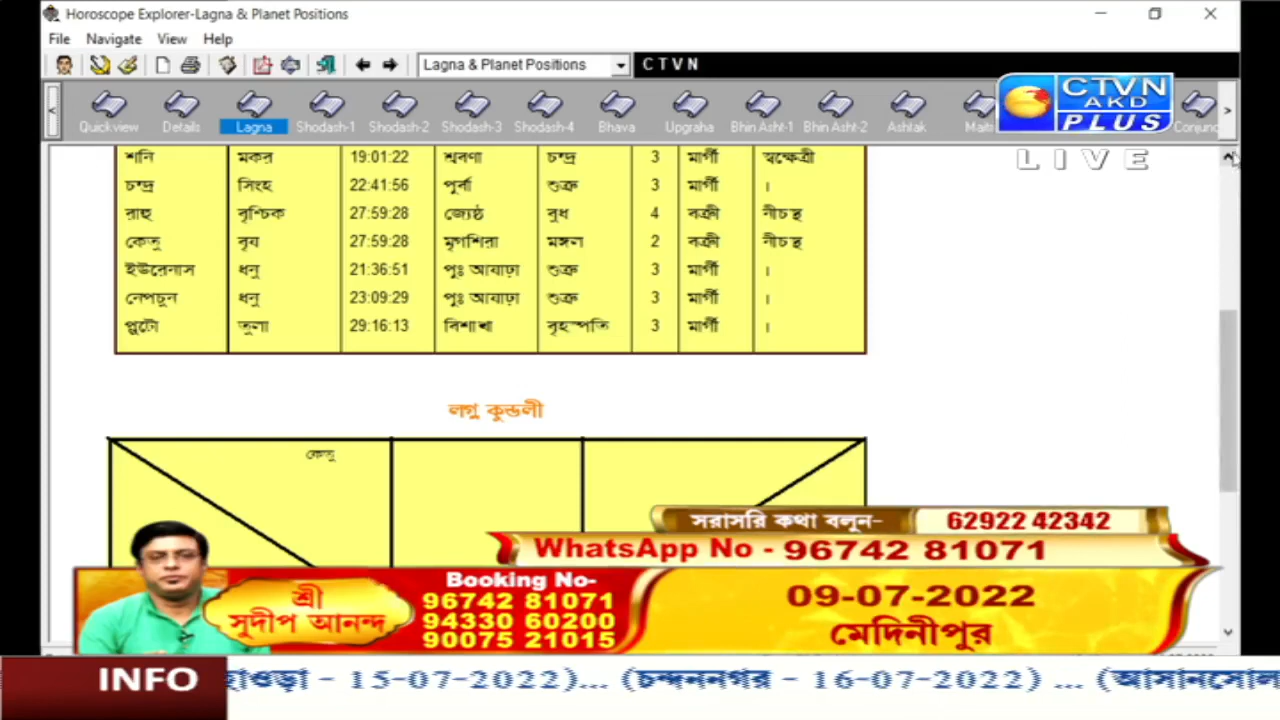 Horoscope Explorer-Lagna & Planet Positions
File Navigate View Help
Lagna & Planet Positions
C T V N
Quickview Details Lagna Shodash-1 Shodash-2 Shodash-3 Shodash-4 Bhava Upgraha Bhin Asht-1 Bhin Asht-2 Ashtak
CTVN
AKD
PLUS
LIVE
শনি মকর 19:01:22 শ্রবণা চন্দ্র 3 মার্গী স্বক্ষেত্রী
চন্দ্র সিংহ 22:41:56 পুর্বা শুক্র 3 মার্গী ।
রাহু বৃশ্চিক 27:59:28 জ্যেষ্ঠ বুধ 4 বক্রী নীচস্থ
কেতু বৃষ 27:59:28 মৃগশিরা মঙ্গল 2 বক্রী নীচস্থ
ইউরেনাস ধনু 21:36:51 পুঃ আষাঢ়া শুক্র 3 মার্গী ।
নেপচুন ধনু 23:09:29 পুঃ আষাঢ়া শুক্র 3 মার্গী ।
প্লুটো তুলা 29:16:13 বিশাখা বৃহস্পতি 3 মার্গী ।
লগ্ন কুন্ডলী
কেতু
সরাসরি কথা বলুন- 62922 42342
WhatsApp No - 96742 81071
শ্রী
সুদীপ আনন্দ
Booking No-
96742 81071
94330 60200
90075 21015
09-07-2022
মেদিনীপুর
INFO হাওড়া - 15-07-2022)... (চন্দননগর - 16-07-2022) ... (আসানসোল